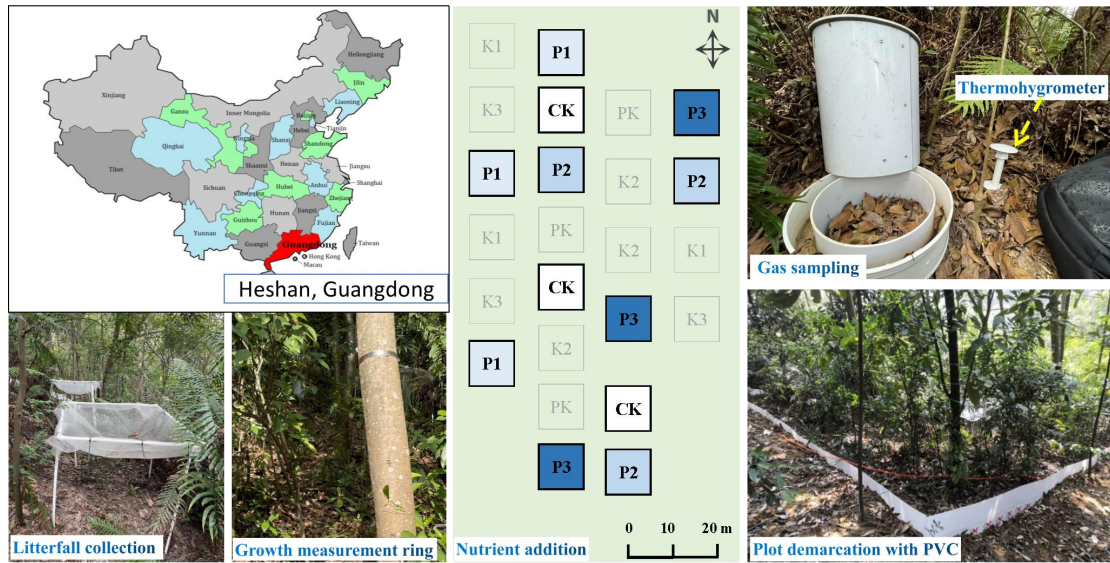 Heilongjiang
Jilin
Xinjiang
Liaoning
Gansu
Inner Mongolia
Beijing
Tianjin
Hebei
Ningxia
Shanxi
Shandong
Qinghai
Tibet
Shaanxi
Henan
Jiangsu
Shanghai
Sichuan
Chongqing
Hubei
Anhui
Zhejiang
Hunan
Jiangxi
Guizhou
Fujian
Yunnan
Guangxi
Guangdong
Taiwan
Hong Kong
Macau
Heshan, Guangdong
Litterfall collection
Growth measurement ring
N
K1
P1
K3
CK
PK
P3
P1
P2
K2
P2
K1
PK
K2
K1
K3
CK
P3
K3
P1
K2
PK
CK
P3
P2
0 10 20 m
Nutrient addition
Thermohygrometer
Gas sampling
Plot demarcation with PVC